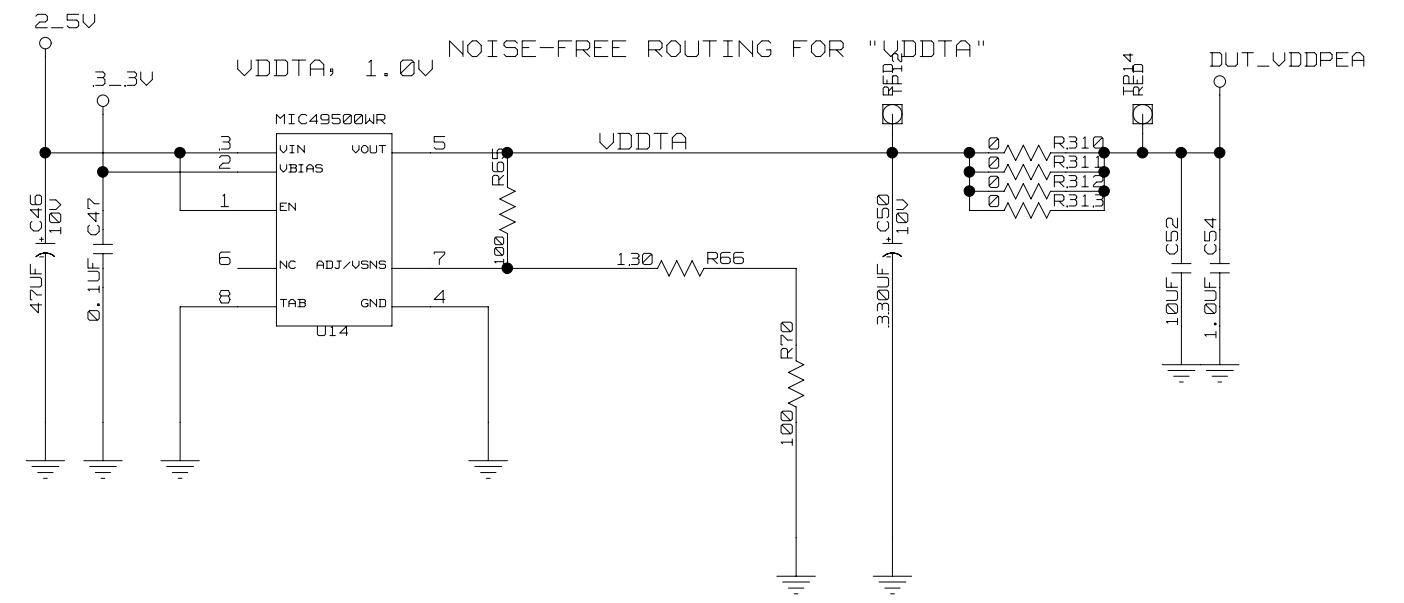 2_5V
NOISE-FREE ROUTING FOR "VDDTA"
VDDTA, 1.0V
3_3V
DUT_VDDPEA
RED
TP12
TP14
RED
MIC49500WR
3
VIN
VOUT
5
VDDTA
2
VBIAS
1
EN
6
NC
ADJ/VSNS
7
8
TAB
GND
4
U14
R65
100
130
R66
R70
100
0
R310
0
R311
0
R312
0
R313
+
C46
10V
47UF
C47
0.1UF
+
C50
10V
330UF
C52
10UF
C54
1.0UF